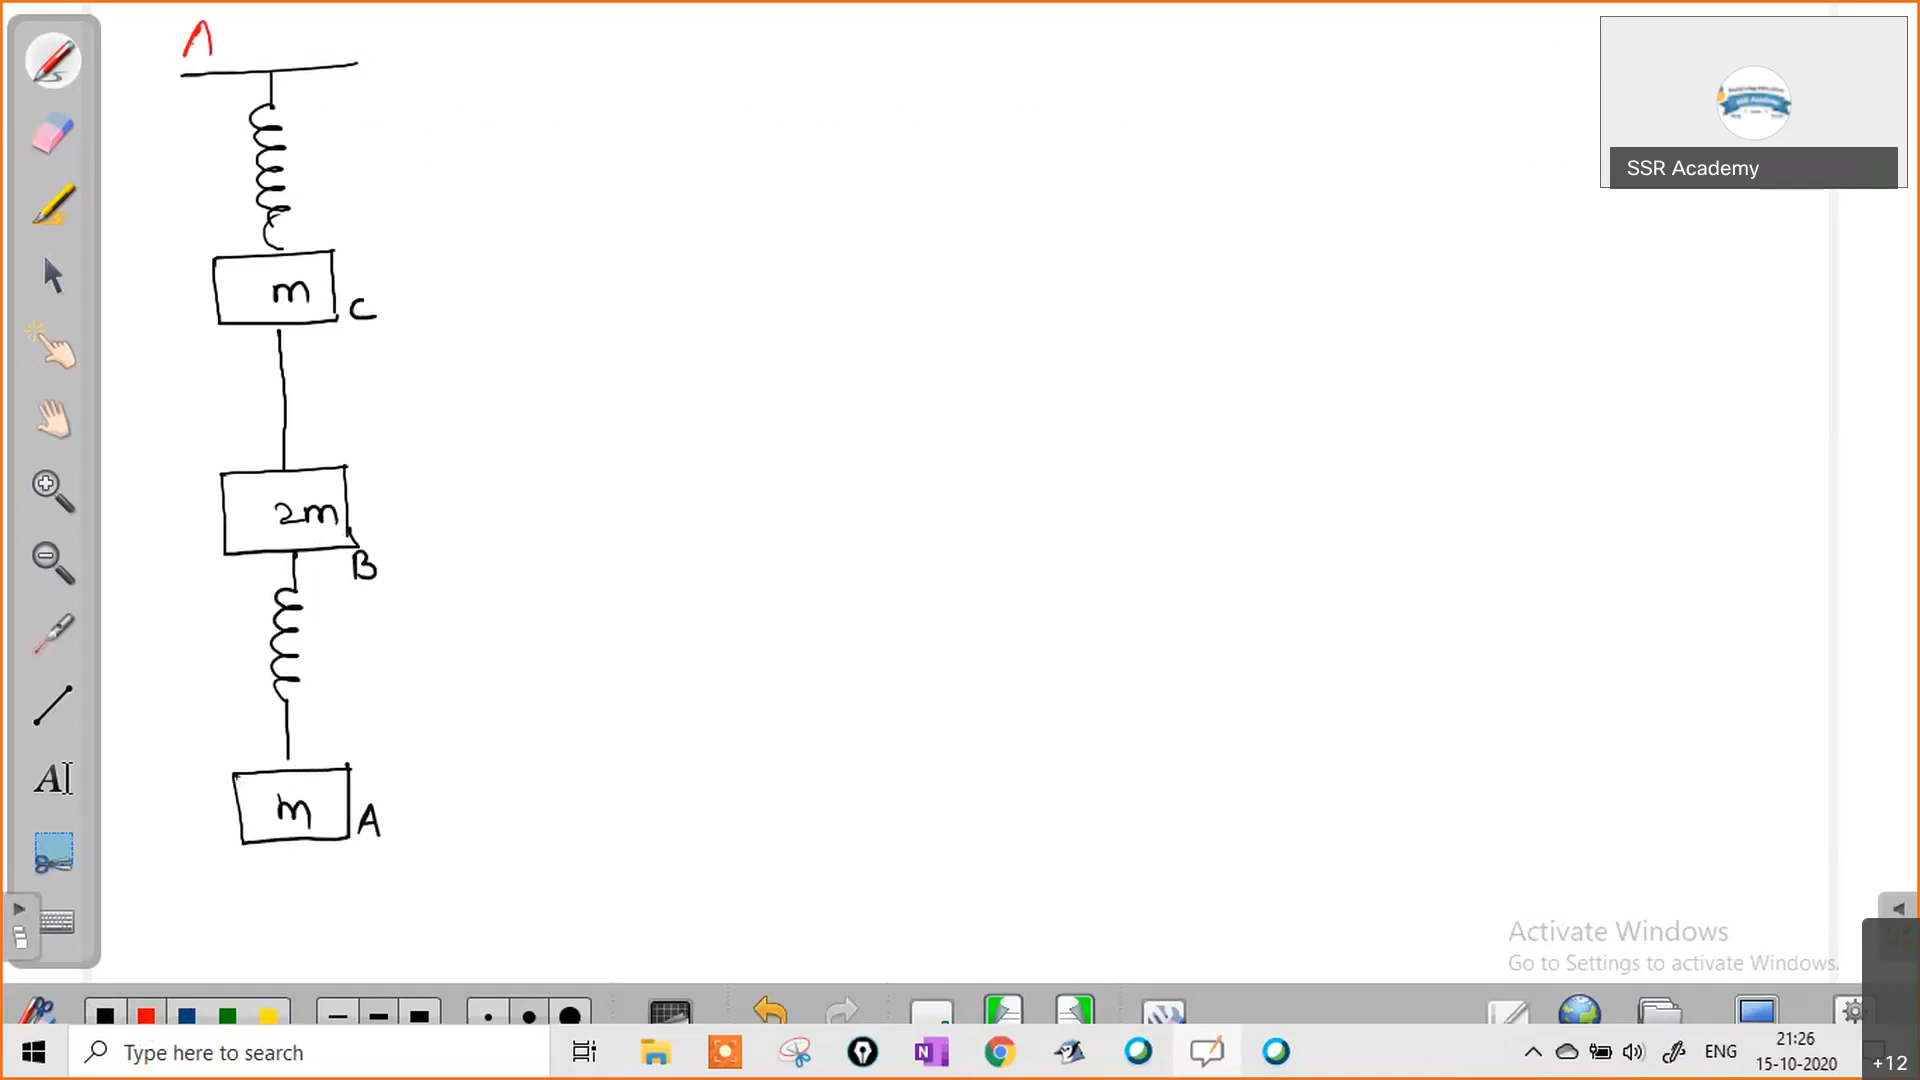 SSR Academy
m
C
2m
B
m
A
Activate Windows
Go to Settings to activate Windows.
Type here to search
ENG
21:26
15-10-2020
+12